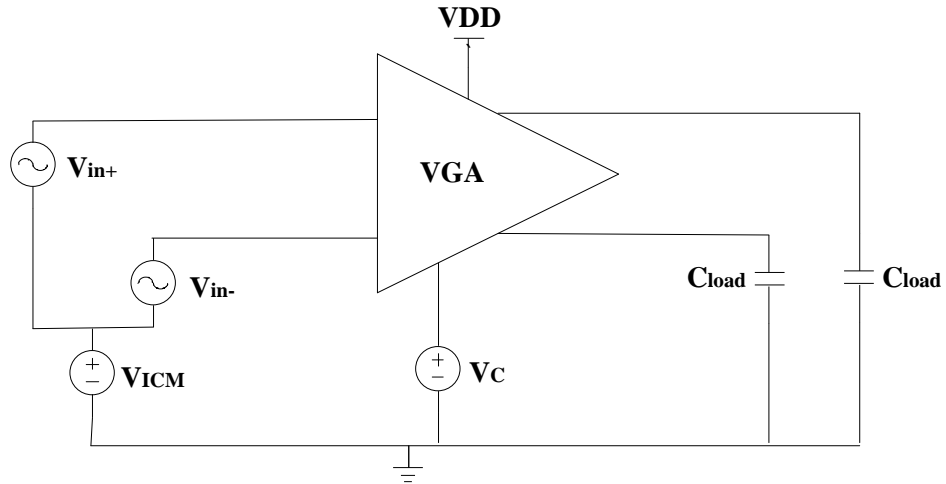 VDD
Vin+
VGA
Vin-
Cload
Cload
VICM
VC